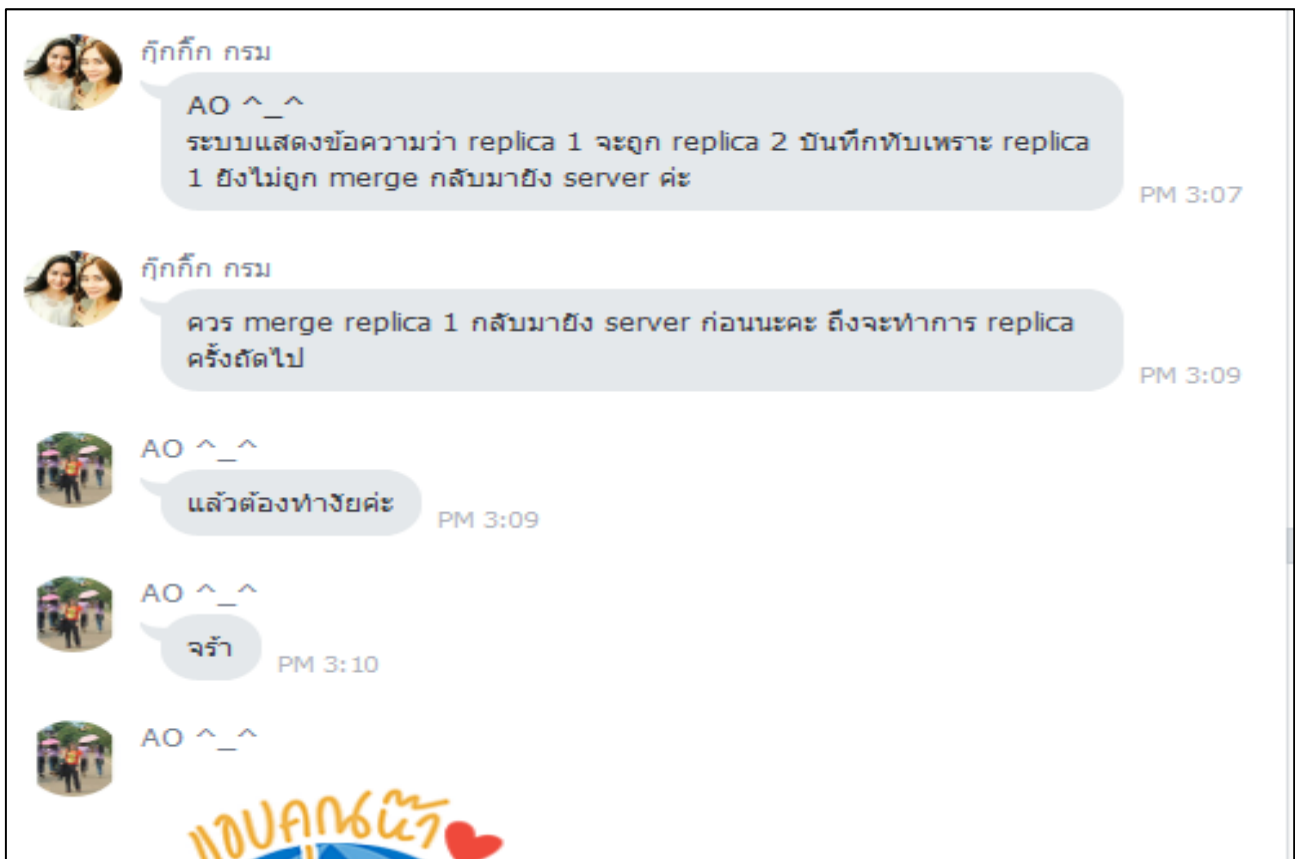 กุ๊กกิ๊ก กรม
AO ^_^
ระบบแสดงข้อความว่า replica 1 จะถูก replica 2 บันทึกทับเพราะ replica
1 ยังไม่ถูก merge กลับมายัง server ค่ะ
PM 3:07
กุ๊กกิ๊ก กรม
ควร merge replica 1 กลับมายัง server ก่อนนะคะ ถึงจะทำการ replica
ครั้งถัดไป
PM 3:09
AO ^_^
แล้วต้องทำงัยค่ะ
PM 3:09
AO ^_^
จร้า
PM 3:10
AO ^_^
แอบคุณน๊า